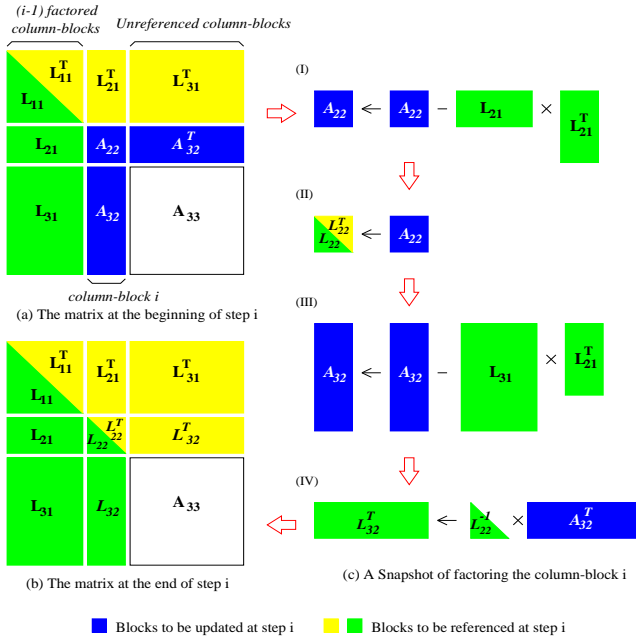 (i-1) factored
column-blocks
Unreferenced column-blocks
L₁₁ᵀ L₂₁ᵀ L₃₁ᵀ
L₁₁
L₂₁ A₂₂ A₃₂ᵀ
L₃₁ A₃₂ A₃₃
column-block i
(a) The matrix at the beginning of step i
L₁₁ᵀ L₂₁ᵀ L₃₁ᵀ
L₁₁
L₂₁ L₂₂ L₂₂ᵀ L₃₂ᵀ
L₃₁ L₃₂ A₃₃
(b) The matrix at the end of step i
(I)
A₂₂ ← A₂₂ – L₂₁ × L₂₁ᵀ
(II)
L₂₂ L₂₂ᵀ ← A₂₂
(III)
A₃₂ ← A₃₂ – L₃₁ × L₂₁ᵀ
(IV)
L₃₂ᵀ ← L₂₂⁻¹ × A₃₂ᵀ
(c) A Snapshot of factoring the column-block i
Blocks to be updated at step i
Blocks to be referenced at step i